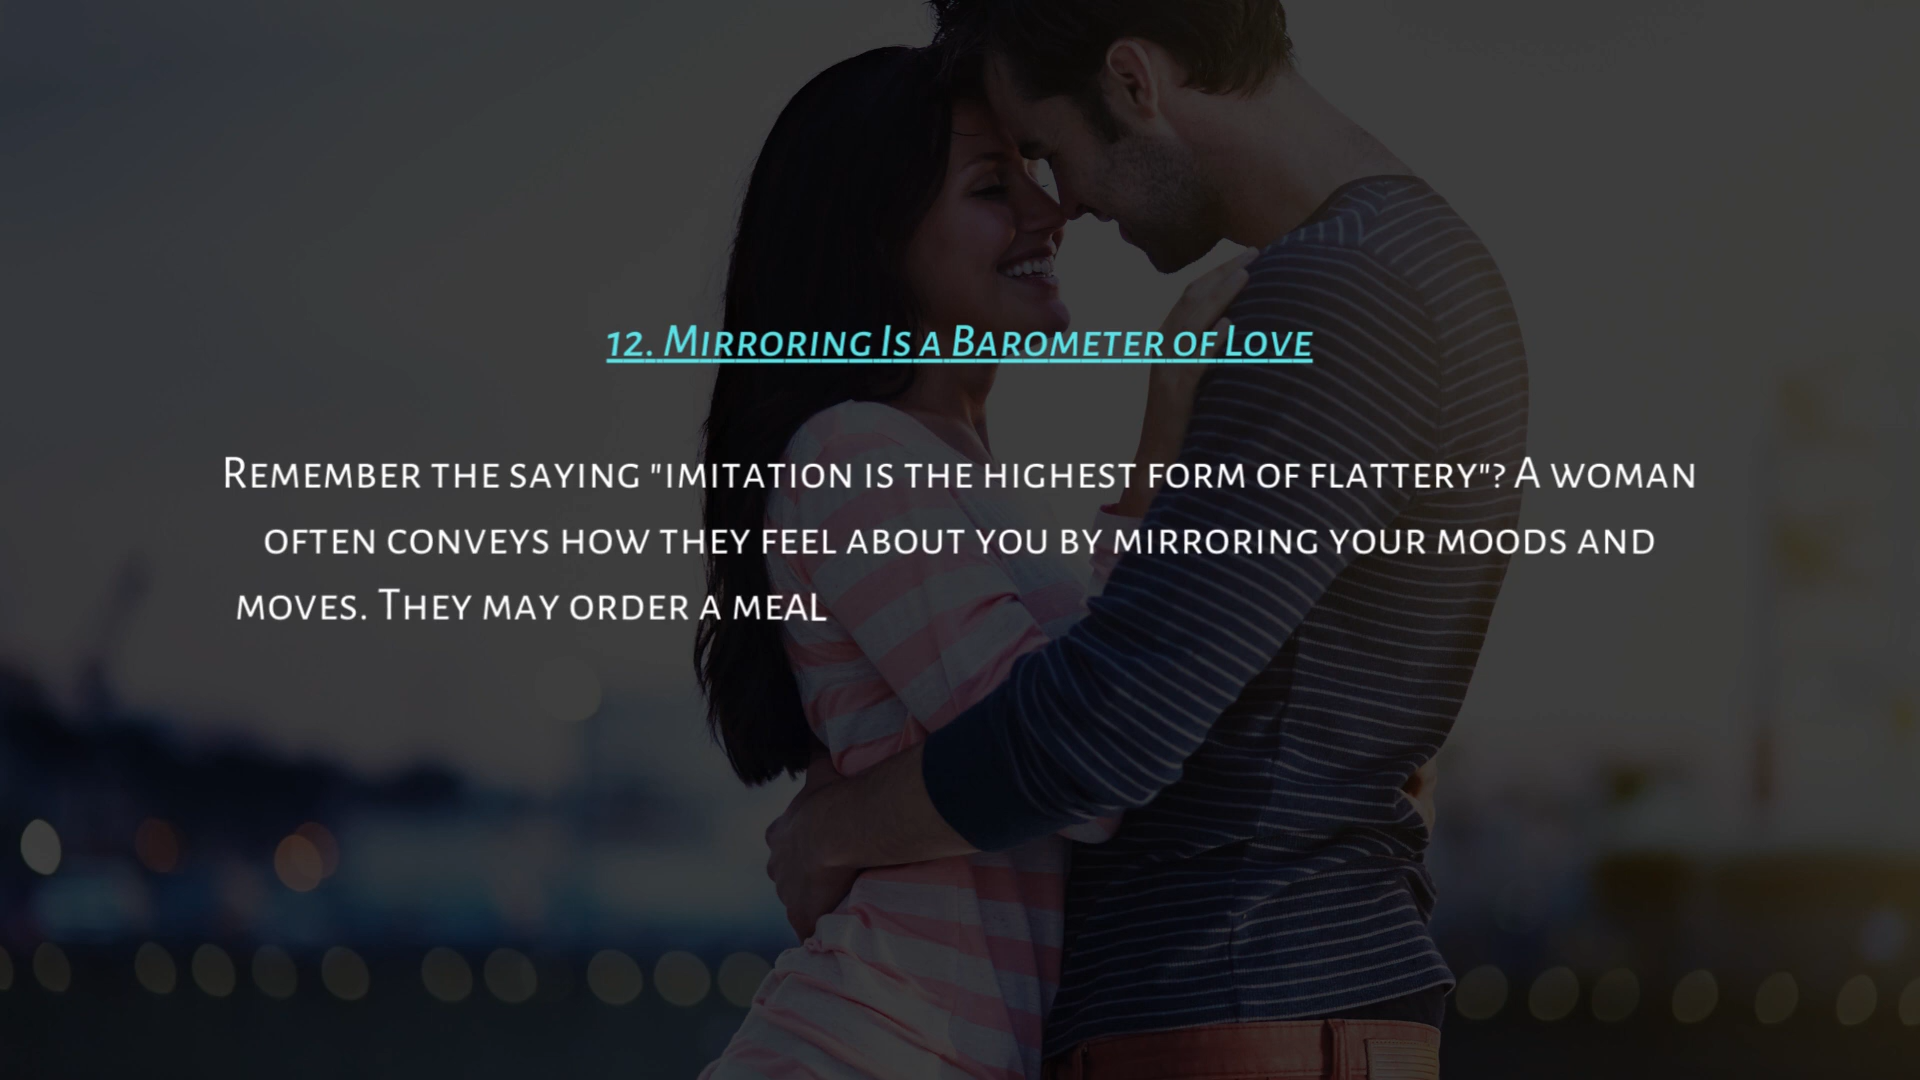 12. Mirroring Is a Barometer of Love
Remember the saying "imitation is the highest form of flattery"? A woman
often conveys how they feel about you by mirroring your moods and
moves. They may order a meal